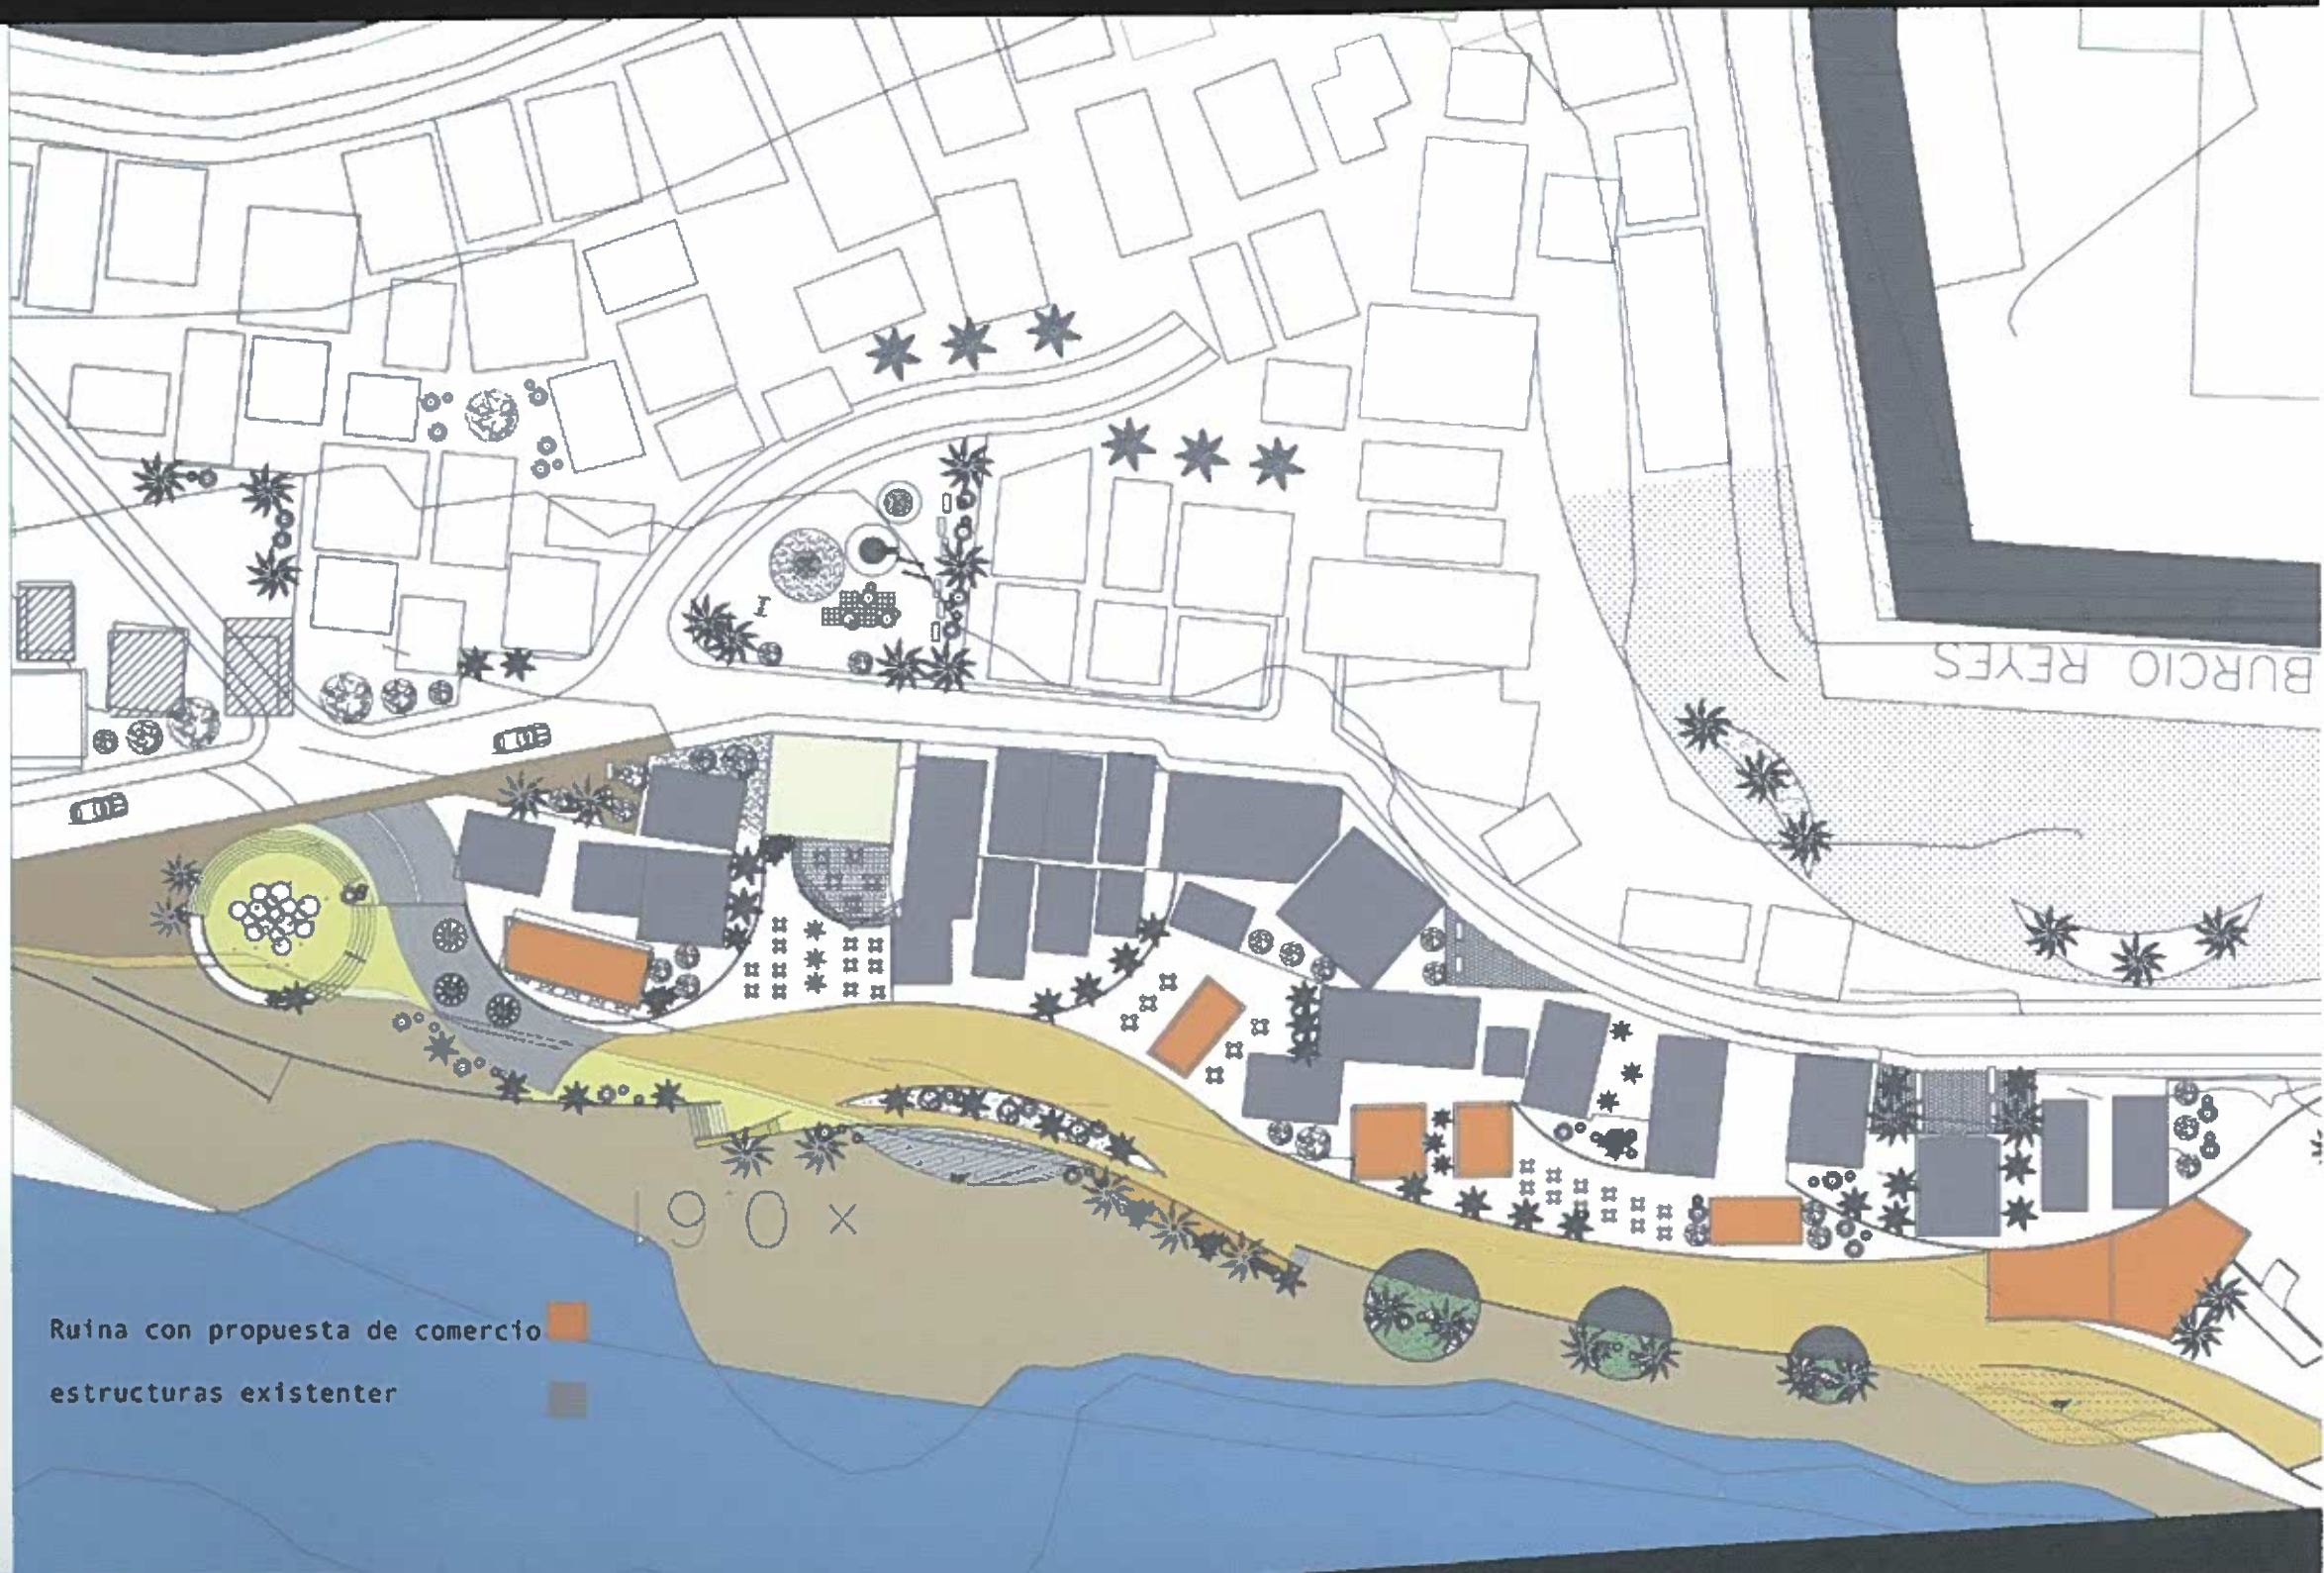 BURCIO REYES
190 x
Ruina con propuesta de comercio
estructuras existenter